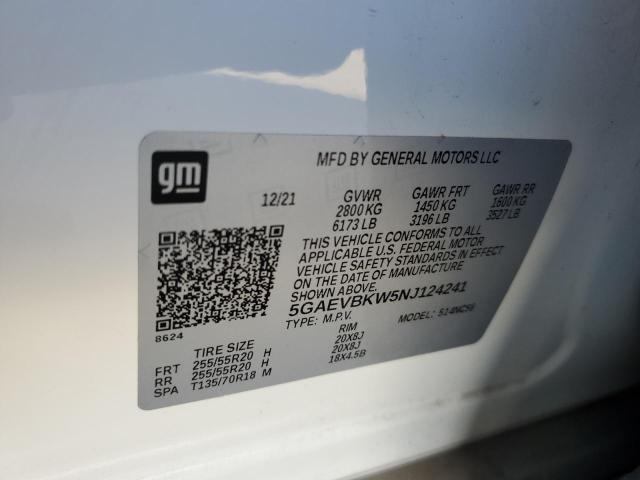 gm
MFD BY GENERAL MOTORS LLC
12/21 GVWR GAWR FRT GAWR RR
2800 KG 1450 KG 1600 KG
6173 LB 3196 LB 3527 LB
THIS VEHICLE CONFORMS TO ALL
APPLICABLE U.S. FEDERAL MOTOR
VEHICLE SAFETY STANDARDS IN EFFECT
ON THE DATE OF MANUFACTURE
SHOWN ABOVE.
5GAEVBKW5NJ124241
TYPE: M.P.V. MODEL: 514NC56
8624
TIRE SIZE RIM
FRT 255/55R20 H 20X8J
RR 255/55R20 H 20X8J
SPA T135/70R18 M 18X4.5B